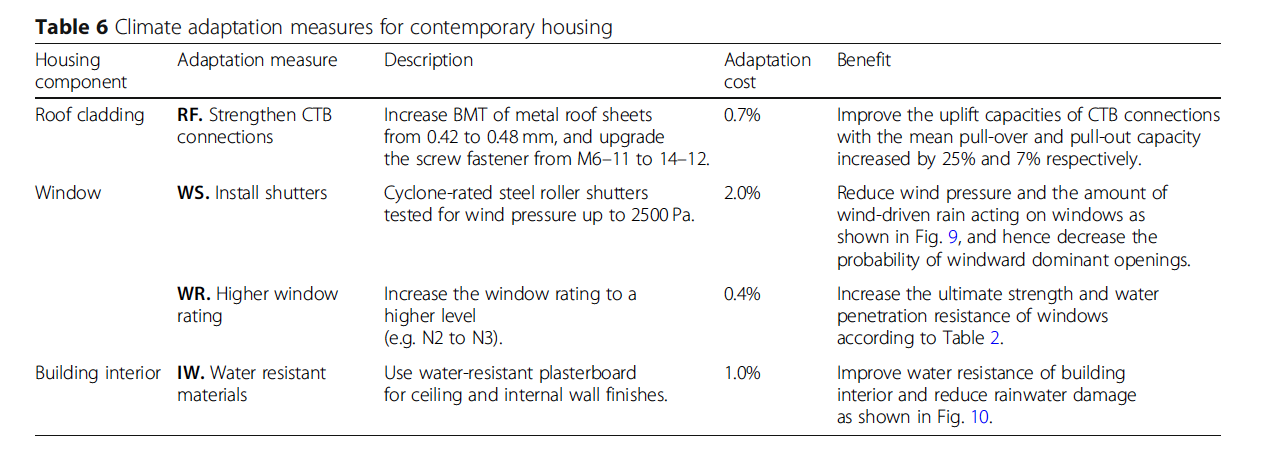 Table 6 Climate adaptation measures for contemporary housing
Housing component Adaptation measure Description Adaptation cost Benefit
Roof cladding RF. Strengthen CTB connections Increase BMT of metal roof sheets from 0.42 to 0.48 mm, and upgrade the screw fastener from M6–11 to 14–12. 0.7% Improve the uplift capacities of CTB connections with the mean pull-over and pull-out capacity increased by 25% and 7% respectively.
Window WS. Install shutters Cyclone-rated steel roller shutters tested for wind pressure up to 2500 Pa. 2.0% Reduce wind pressure and the amount of wind-driven rain acting on windows as shown in Fig. 9, and hence decrease the probability of windward dominant openings.
WR. Higher window rating Increase the window rating to a higher level (e.g. N2 to N3). 0.4% Increase the ultimate strength and water penetration resistance of windows according to Table 2.
Building interior IW. Water resistant materials Use water-resistant plasterboard for ceiling and internal wall finishes. 1.0% Improve water resistance of building interior and reduce rainwater damage as shown in Fig. 10.